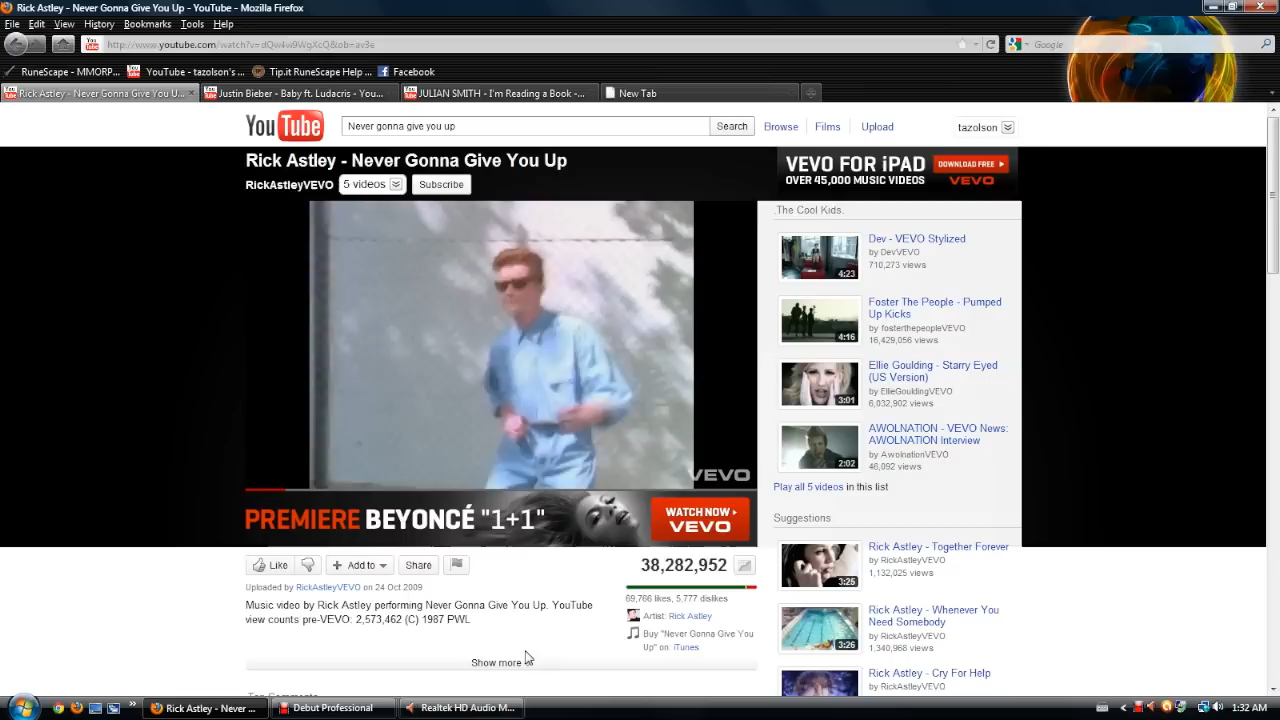 Rick Astley - Never Gonna Give You Up - YouTube - Mozilla Firefox
File Edit View History Bookmarks Tools Help
Google
RuneScape - MMORP... YouTube - tazolson's ... Tip.it RuneScape Help ... Facebook
Rick Astley - Never Gonna Give You U... Justin Bieber - Baby ft. Ludacris - You... JULIAN SMITH - I'm Reading a Book -... New Tab
YouTube Never gonna give you up Search Browse Films Upload tazolson
Rick Astley - Never Gonna Give You Up
RickAstleyVEVO 5 videos Subscribe
VEVO FOR iPAD DOWNLOAD FREE
OVER 45,000 MUSIC VIDEOS VEVO
VEVO
PREMIERE BEYONCÉ "1+1" WATCH NOW VEVO
Like Add to Share 38,282,952
Uploaded by RickAstleyVEVO on 24 Oct 2009
69,766 likes, 5,777 dislikes
Music video by Rick Astley performing Never Gonna Give You Up. YouTube
view counts pre-VEVO: 2,573,462 (C) 1987 PWL
Artist: Rick Astley
Buy "Never Gonna Give You
Up" on: iTunes
Show more
Top Comments
.The Cool Kids.
Dev - VEVO Stylized
by DevVEVO
710,273 views
4:23
Foster The People - Pumped
Up Kicks
by fosterthepeopleVEVO
16,429,056 views
4:16
Ellie Goulding - Starry Eyed
(US Version)
by EllieGouldingVEVO
6,032,902 views
3:01
AWOLNATION - VEVO News:
AWOLNATION Interview
by AwolnationVEVO
46,092 views
2:02
Play all 5 videos in this list
Suggestions
Rick Astley - Together Forever
by RickAstleyVEVO
1,132,025 views
3:25
Rick Astley - Whenever You
Need Somebody
by RickAstleyVEVO
1,340,968 views
3:26
Rick Astley - Cry For Help
by RickAstleyVEVO
Rick Astley - Never ... Debut Professional Realtek HD Audio M... 1:32 AM